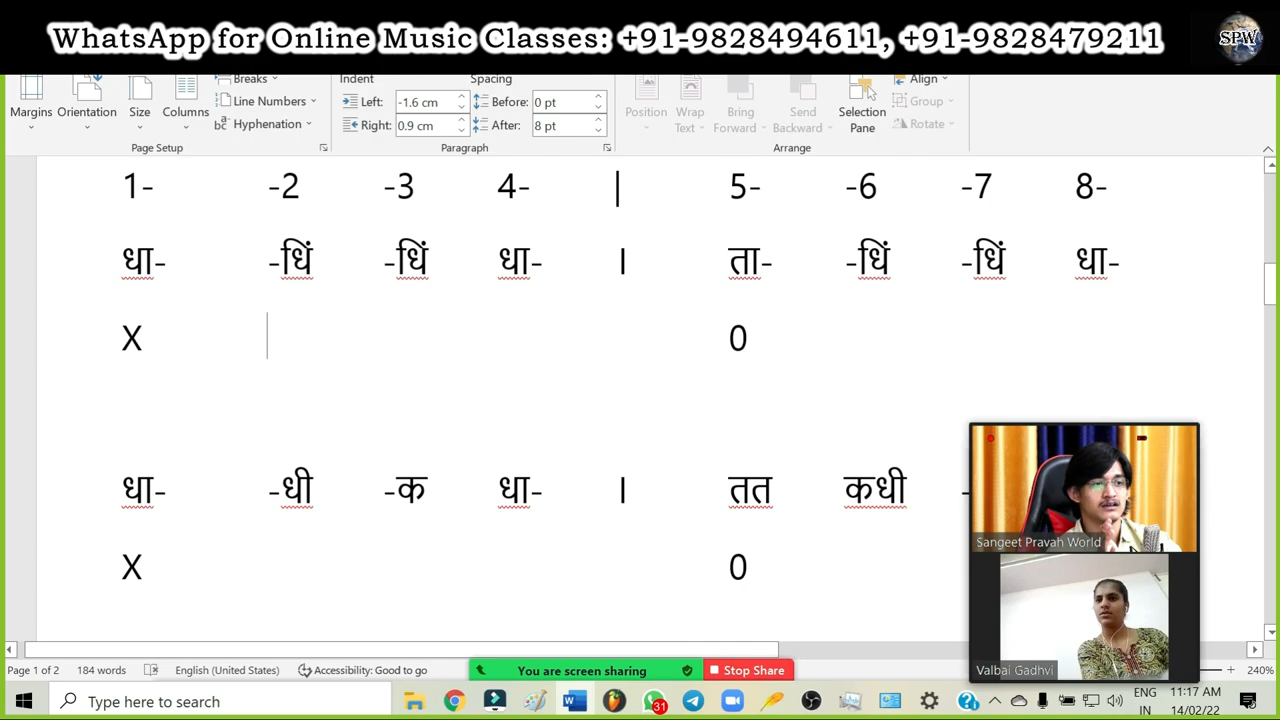 WhatsApp for Online Music Classes: +91-9828494611, +91-9828479211
SPW
Breaks Indent Spacing Align
Margins Orientation Size Columns Line Numbers Left: -1.6 cm Before: 0 pt Position Wrap Text Bring Forward Send Backward Selection Pane Group
Hyphenation Right: 0.9 cm After: 8 pt Rotate
Page Setup Paragraph Arrange
1- -2 -3 4- | 5- -6 -7 8-
धा- -धिं -धिं धा- । ता- -धिं -धिं धा-
X 0
धा- -धी -क धा- । तत कधी -
X 0
Sangeet Pravah World
Valbai Gadhvi
Page 1 of 2 184 words English (United States) Accessibility: Good to go You are screen sharing Stop Share 240%
Type here to search 31 ENG IN 11:17 AM 14/02/22